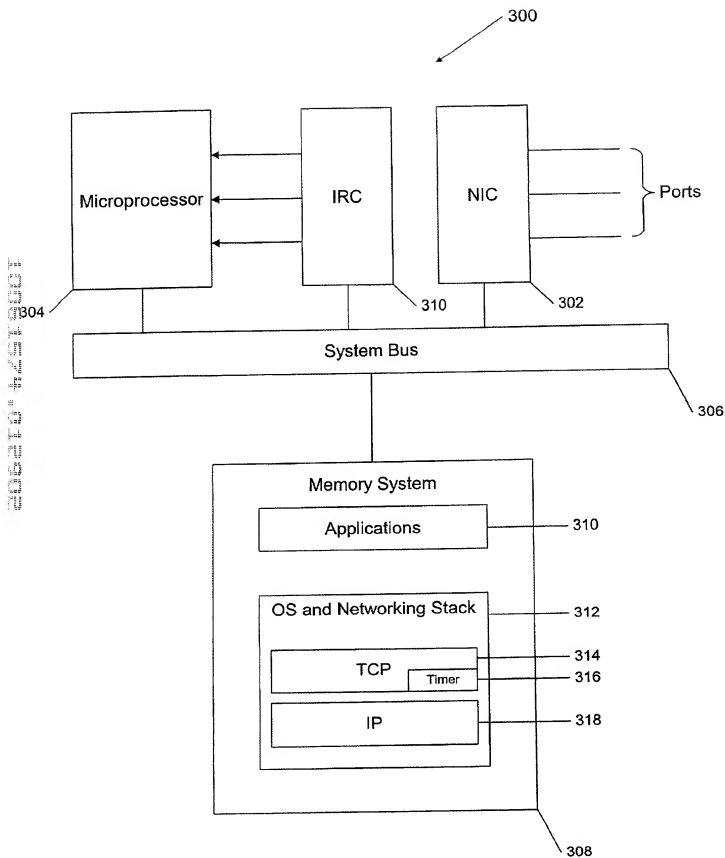 300
Microprocessor
IRC
NIC
Ports
304
310
302
System Bus
306
Memory System
Applications
310
OS and Networking Stack
312
TCP
314
Timer
316
IP
318
308